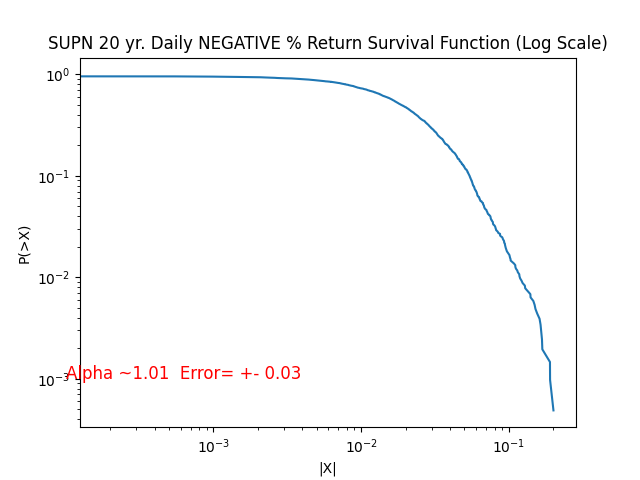 SUPN 20 yr. Daily NEGATIVE % Return Survival Function (Log Scale)
10⁰
10⁻¹
10⁻²
10⁻³
P(>X)
Alpha ~1.01  Error= +- 0.03
10⁻³
10⁻²
10⁻¹
|X|